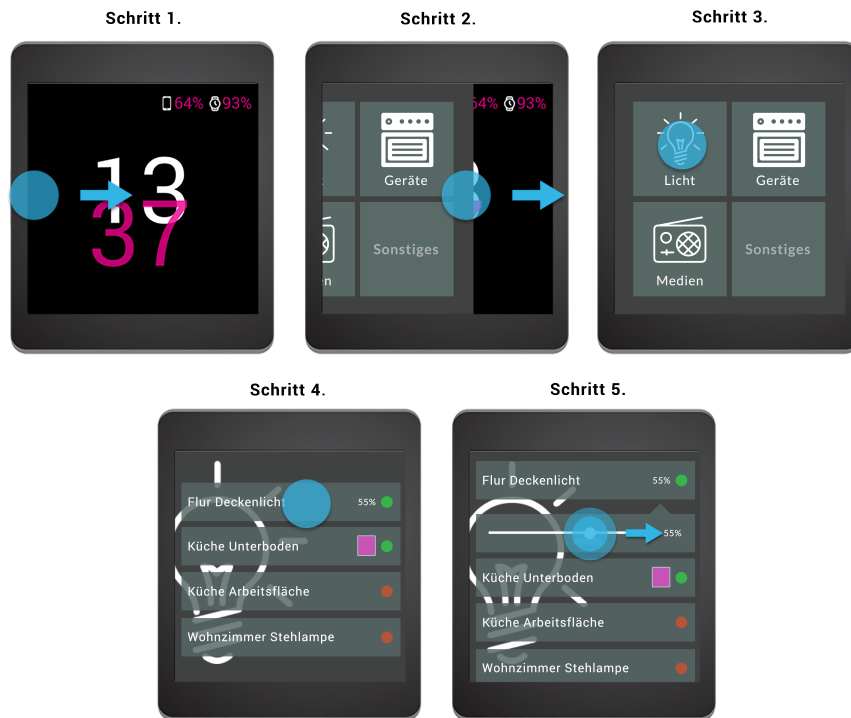 Schritt 1.
64% 93%
13
37
Schritt 2.
64% 93%
Geräte
Sonstiges
n
Schritt 3.
Licht
Geräte
Medien
Sonstiges
Schritt 4.
Flur Deckenlicht 55%
Küche Unterboden
Küche Arbeitsfläche
Wohnzimmer Stehlampe
Schritt 5.
Flur Deckenlicht 55%
55%
Küche Unterboden
Küche Arbeitsfläche
Wohnzimmer Stehlampe